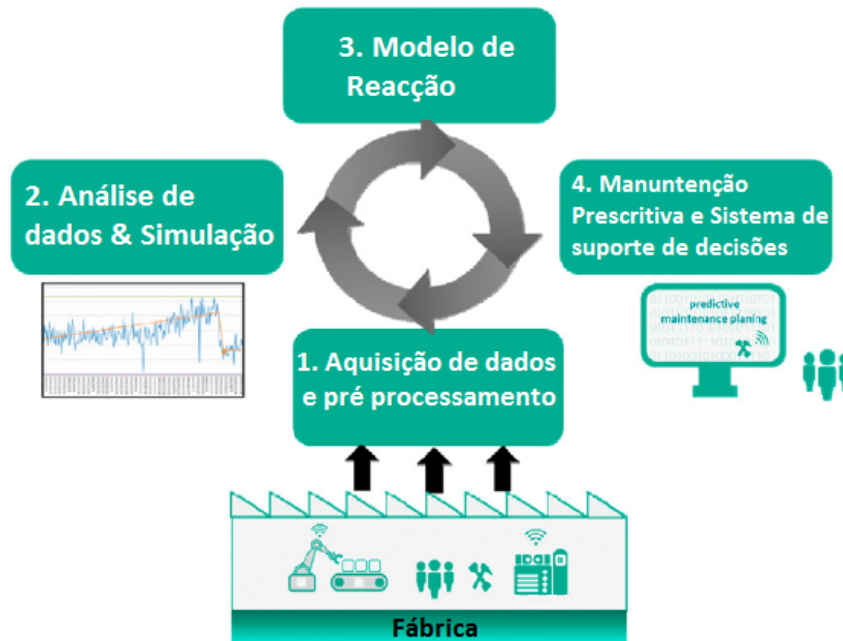 3. Modelo de
Reacção
2. Análise de
dados & Simulação
4. Manuntenção
Prescritiva e Sistema de
suporte de decisões
predictive
maintenance planing
1. Aquisição de dados
e pré processamento
Fábrica